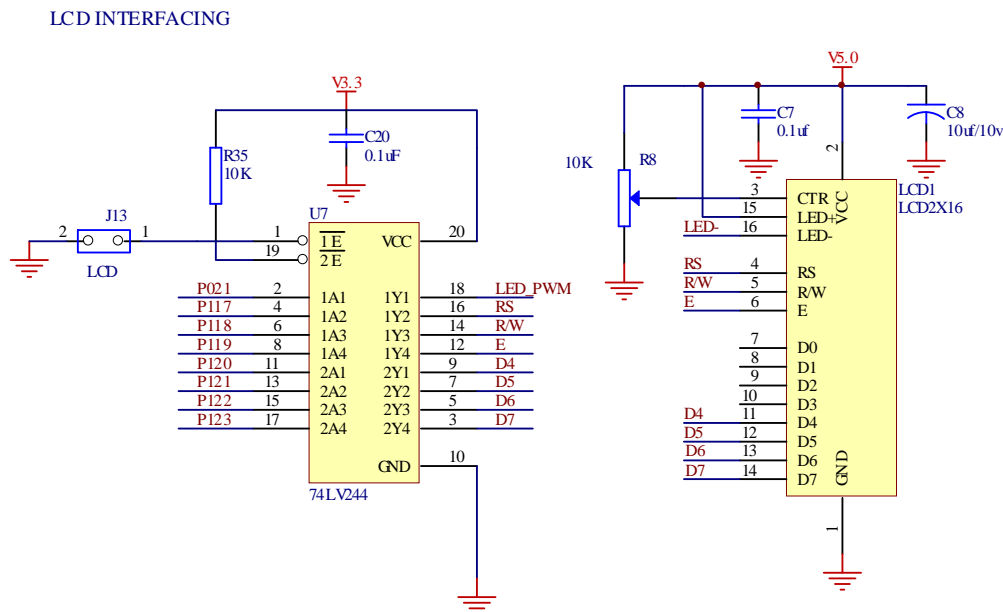 LCD INTERFACING
V3.3
C20
0.1uF
R35
10K
J13
2
1
LCD
U7
1 1E VCC 20
19 2E
P021 2 1A1 1Y1 18 LED_PWM
P117 4 1A2 1Y2 16 RS
P118 6 1A3 1Y3 14 R/W
P119 8 1A4 1Y4 12 E
P120 11 2A1 2Y1 9 D4
P121 13 2A2 2Y2 7 D5
P122 15 2A3 2Y3 5 D6
P123 17 2A4 2Y4 3 D7
GND 10
74LV244
V5.0
C7
0.1uf
C8
10uf/10v
10K
R8
2
LCD1
LCD2X16
3 CTR
15 LED+
VCC
LED- 16 LED-
RS 4 RS
R/W 5 R/W
E 6 E
7 D0
8 D1
9 D2
10 D3
D4 11 D4
D5 12 D5
D6 13 D6
D7 14 D7
GND
1